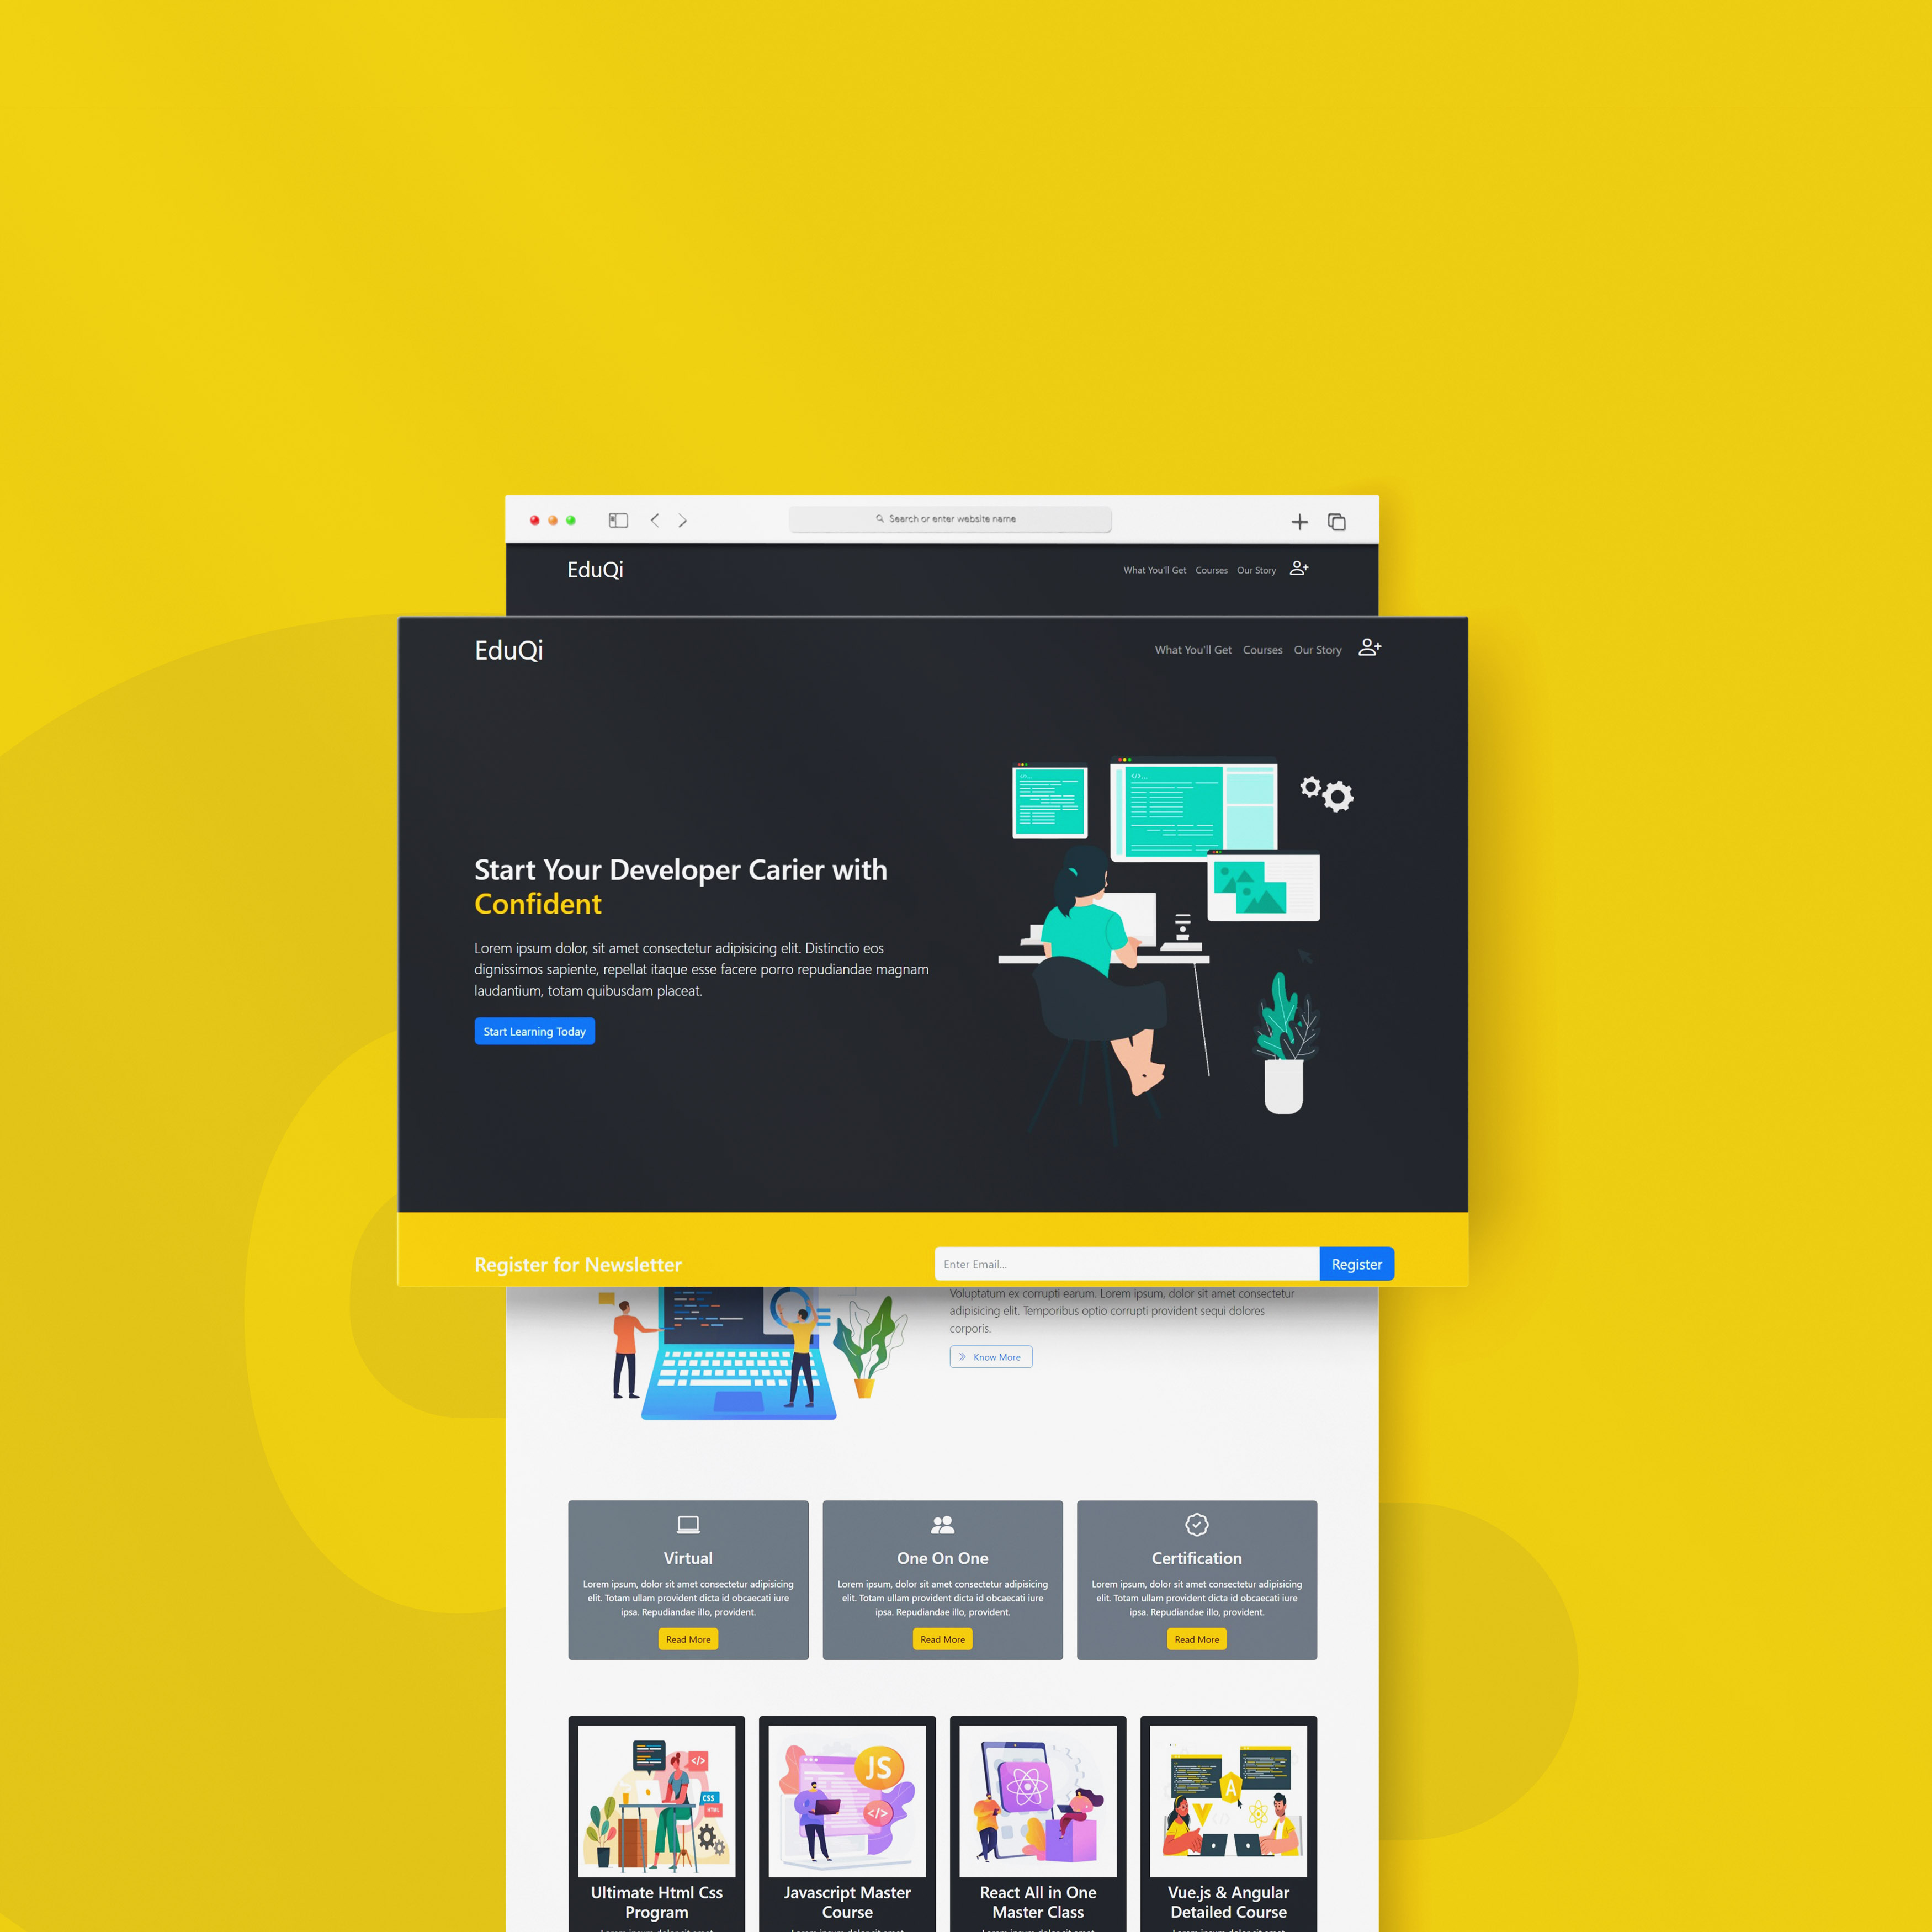 Search or enter website name
EduQi
What You'll Get Courses Our Story
EduQi
What You'll Get Courses Our Story
Start Your Developer Carier with
Confident
Lorem ipsum dolor, sit amet consectetur adipisicing elit. Distinctio eos
dignissimos sapiente, repellat itaque esse facere porro repudiandae magnam
laudantium, totam quibusdam placeat.
Start Learning Today
Register for Newsletter
Enter Email...
Register
Voluptatum ex corrupti earum. Lorem ipsum, dolor sit amet consectetur
adipisicing elit. Temporibus optio corrupti provident sequi dolores
corporis.
Know More
Virtual
Lorem ipsum, dolor sit amet consectetur adipisicing
elit. Totam ullam provident dicta id obcaecati iure
ipsa. Repudiandae illo, provident.
Read More
One On One
Lorem ipsum, dolor sit amet consectetur adipisicing
elit. Totam ullam provident dicta id obcaecati iure
ipsa. Repudiandae illo, provident.
Read More
Certification
Lorem ipsum, dolor sit amet consectetur adipisicing
elit. Totam ullam provident dicta id obcaecati iure
ipsa. Repudiandae illo, provident.
Read More
</>
CSS
HTML
Ultimate Html Css
Program
JS
</>
Javascript Master
Course
React All in One
Master Class
A
Vue.js & Angular
Detailed Course